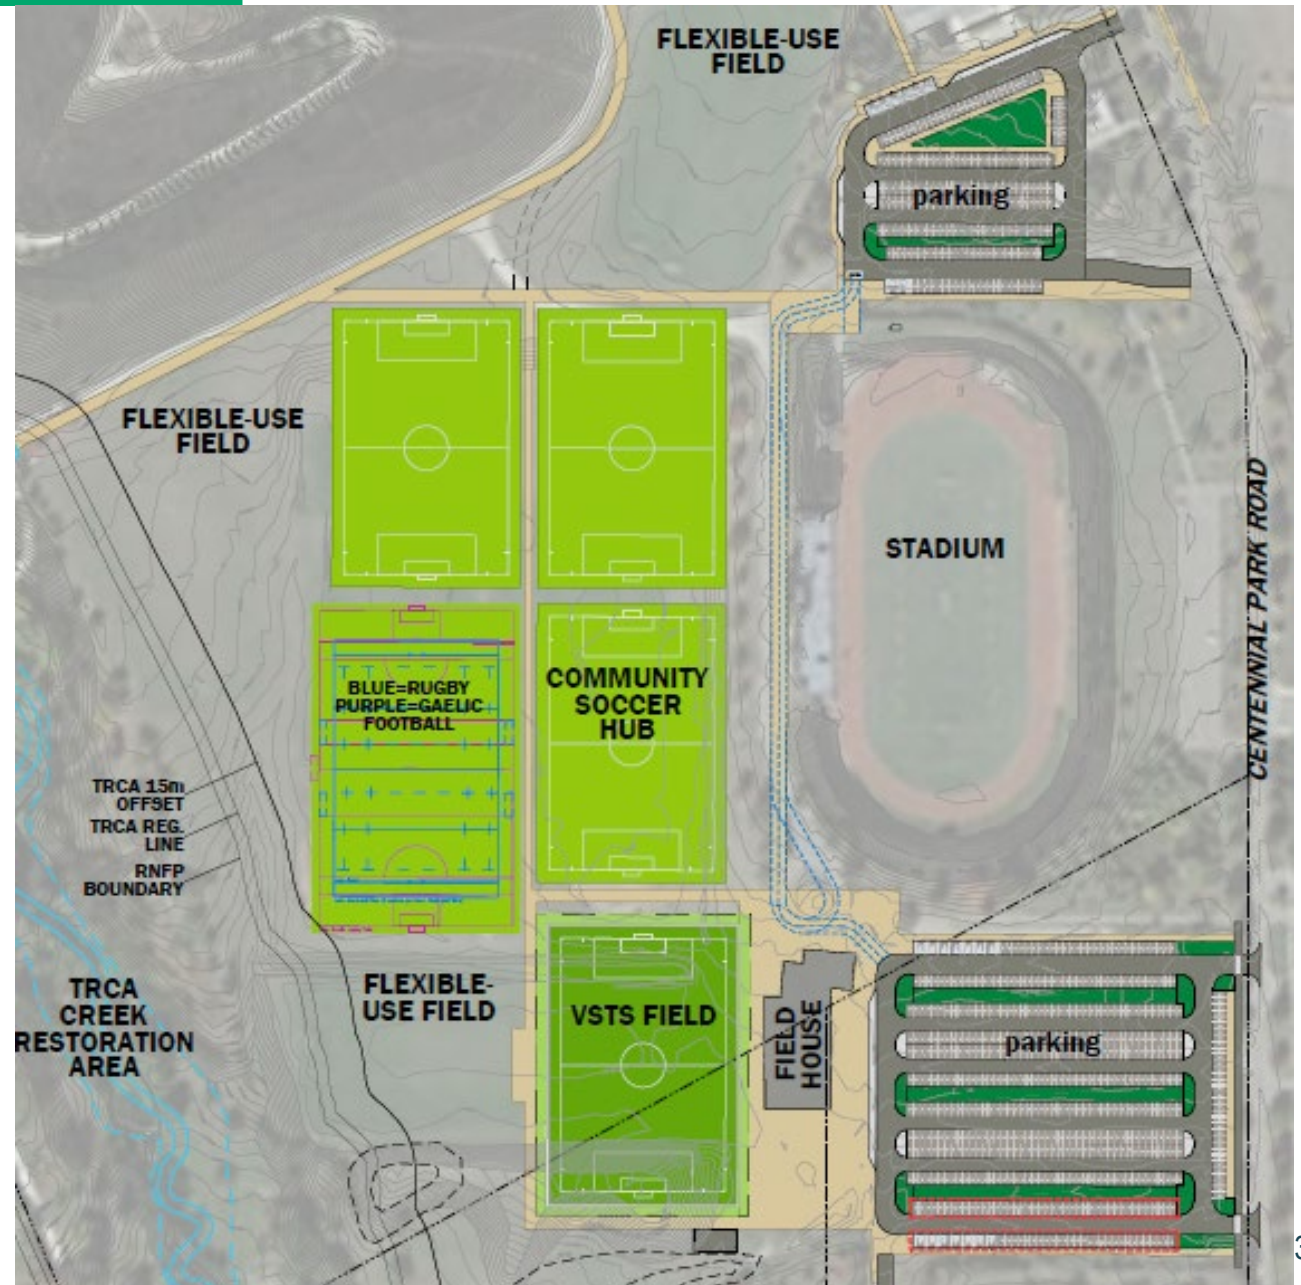 FLEXIBLE-USE
FIELD
parking
FLEXIBLE-USE
FIELD
STADIUM
CENTENNIAL PARK ROAD
BLUE=RUGBY
PURPLE=GAELIC
FOOTBALL
COMMUNITY
SOCCER
HUB
TRCA 15m
OFFSET
TRCA REG.
LINE
RNFP
BOUNDARY
TRCA
CREEK
RESTORATION
AREA
FLEXIBLE-
USE FIELD
VSTS FIELD
FIELD
HOUSE
parking
3